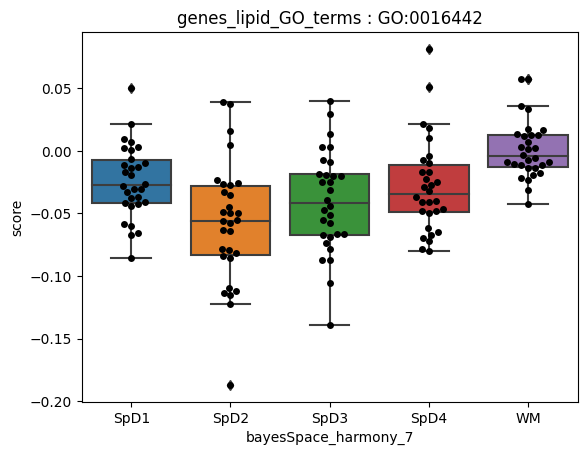 genes_lipid_GO_terms : GO:0016442
score
0.05
0.00
−0.05
−0.10
−0.15
−0.20
SpD1 SpD2 SpD3 SpD4 WM
bayesSpace_harmony_7